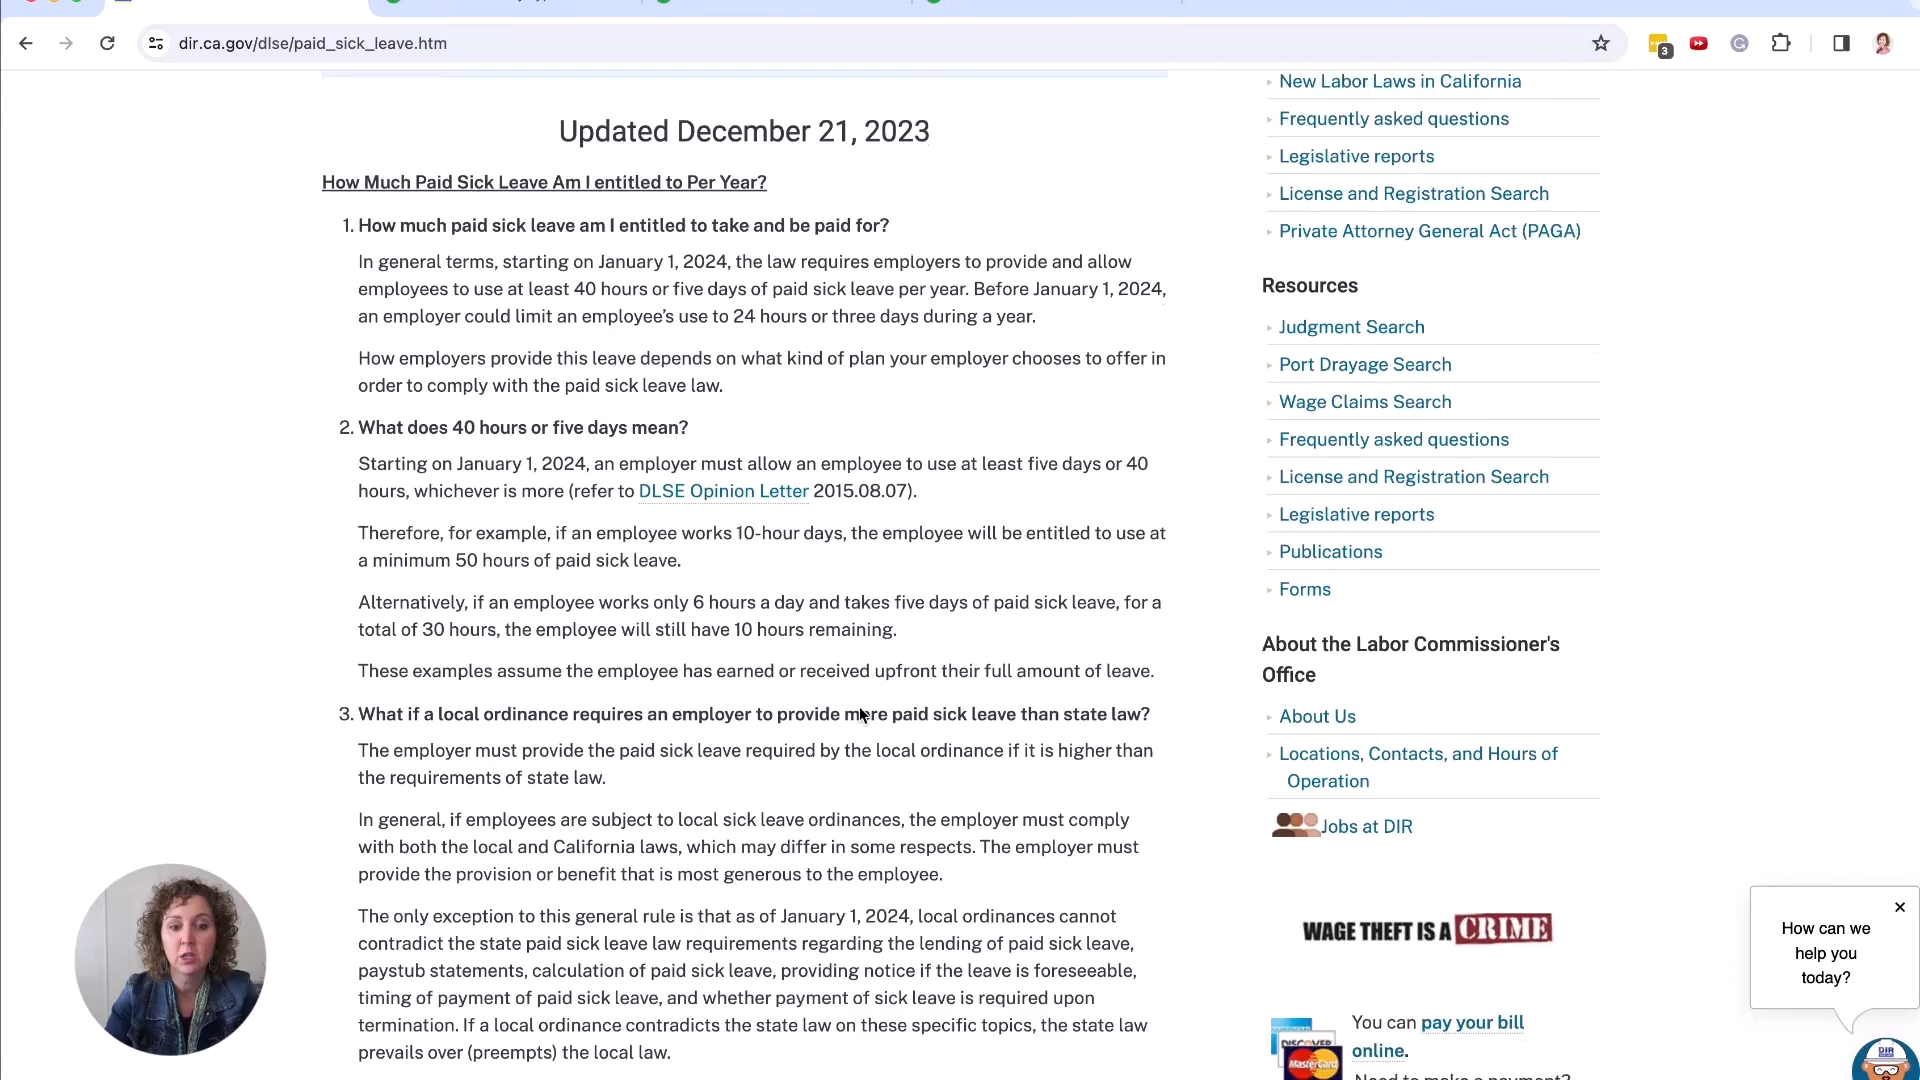 dir.ca.gov/dlse/paid_sick_leave.htm
3
Updated December 21, 2023
How Much Paid Sick Leave Am I entitled to Per Year?
1. How much paid sick leave am I entitled to take and be paid for?
In general terms, starting on January 1, 2024, the law requires employers to provide and allow
employees to use at least 40 hours or five days of paid sick leave per year. Before January 1, 2024,
an employer could limit an employee’s use to 24 hours or three days during a year.
How employers provide this leave depends on what kind of plan your employer chooses to offer in
order to comply with the paid sick leave law.
2. What does 40 hours or five days mean?
Starting on January 1, 2024, an employer must allow an employee to use at least five days or 40
hours, whichever is more (refer to DLSE Opinion Letter 2015.08.07).
Therefore, for example, if an employee works 10-hour days, the employee will be entitled to use at
a minimum 50 hours of paid sick leave.
Alternatively, if an employee works only 6 hours a day and takes five days of paid sick leave, for a
total of 30 hours, the employee will still have 10 hours remaining.
These examples assume the employee has earned or received upfront their full amount of leave.
3. What if a local ordinance requires an employer to provide more paid sick leave than state law?
The employer must provide the paid sick leave required by the local ordinance if it is higher than
the requirements of state law.
In general, if employees are subject to local sick leave ordinances, the employer must comply
with both the local and California laws, which may differ in some respects. The employer must
provide the provision or benefit that is most generous to the employee.
The only exception to this general rule is that as of January 1, 2024, local ordinances cannot
contradict the state paid sick leave law requirements regarding the lending of paid sick leave,
paystub statements, calculation of paid sick leave, providing notice if the leave is foreseeable,
timing of payment of paid sick leave, and whether payment of sick leave is required upon
termination. If a local ordinance contradicts the state law on these specific topics, the state law
prevails over (preempts) the local law.
New Labor Laws in California
Frequently asked questions
Legislative reports
License and Registration Search
Private Attorney General Act (PAGA)
Resources
Judgment Search
Port Drayage Search
Wage Claims Search
Frequently asked questions
License and Registration Search
Legislative reports
Publications
Forms
About the Labor Commissioner's
Office
About Us
Locations, Contacts, and Hours of
Operation
Jobs at DIR
WAGE THEFT IS A CRIME
You can pay your bill
online.
Need to make a payment?
DISCOVER
MasterCard
How can we
help you
today?
DIR